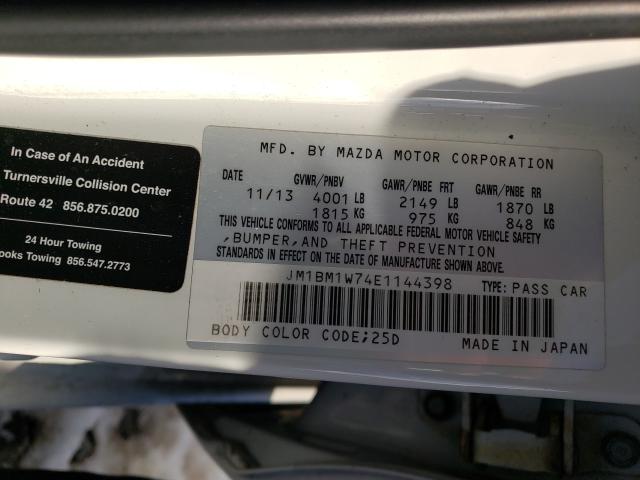 In Case of An Accident
Turnersville Collision Center
Route 42 856.875.0200
24 Hour Towing
ooks Towing 856.547.2773
MFD. BY MAZDA MOTOR CORPORATION
DATE GVWR/PNBV GAWR/PNBE FRT GAWR/PNBE RR
11/13 4001 LB 2149 LB 1870 LB
1815 KG 975 KG 848 KG
THIS VEHICLE CONFORMS TO ALL APPLICABLE FEDERAL MOTOR VEHICLE SAFETY
,BUMPER,AND THEFT PREVENTION
STANDARDS IN EFFECT ON THE DATE OF MANUFACTURE SHOWN ABOVE.
JM1BM1W74E1144398 TYPE: PASS CAR
BODY COLOR CODE;25D
MADE IN JAPAN